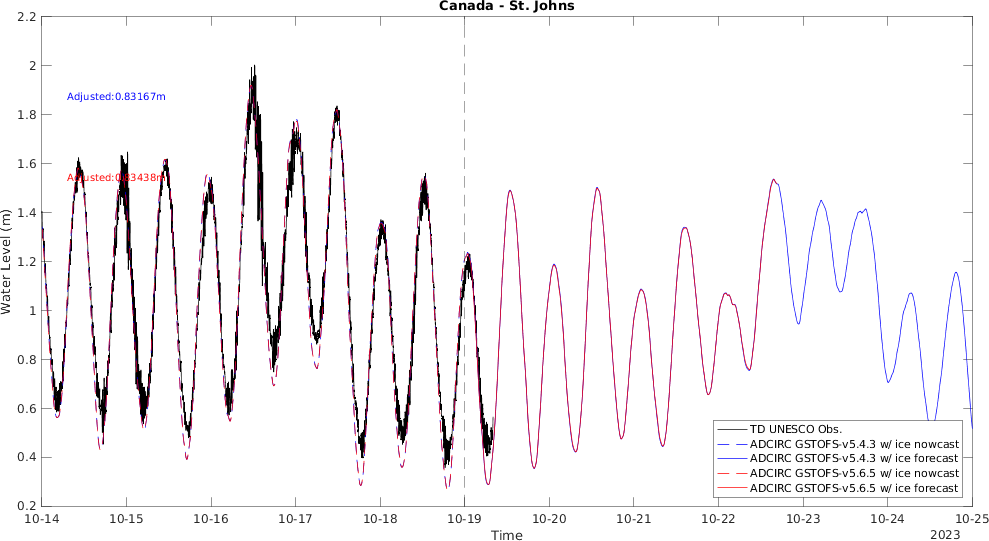 Canada - St. Johns
2.2
2
1.8
1.6
1.4
1.2
1
0.8
0.6
0.4
0.2
Water Level (m)
Adjusted:0.83167m
Adjusted:0.83438m
TD UNESCO Obs.
ADCIRC GSTOFS-v5.4.3 w/ ice nowcast
ADCIRC GSTOFS-v5.4.3 w/ ice forecast
ADCIRC GSTOFS-v5.6.5 w/ ice nowcast
ADCIRC GSTOFS-v5.6.5 w/ ice forecast
10-14 10-15 10-16 10-17 10-18 10-19 10-20 10-21 10-22 10-23 10-24 10-25
Time
2023